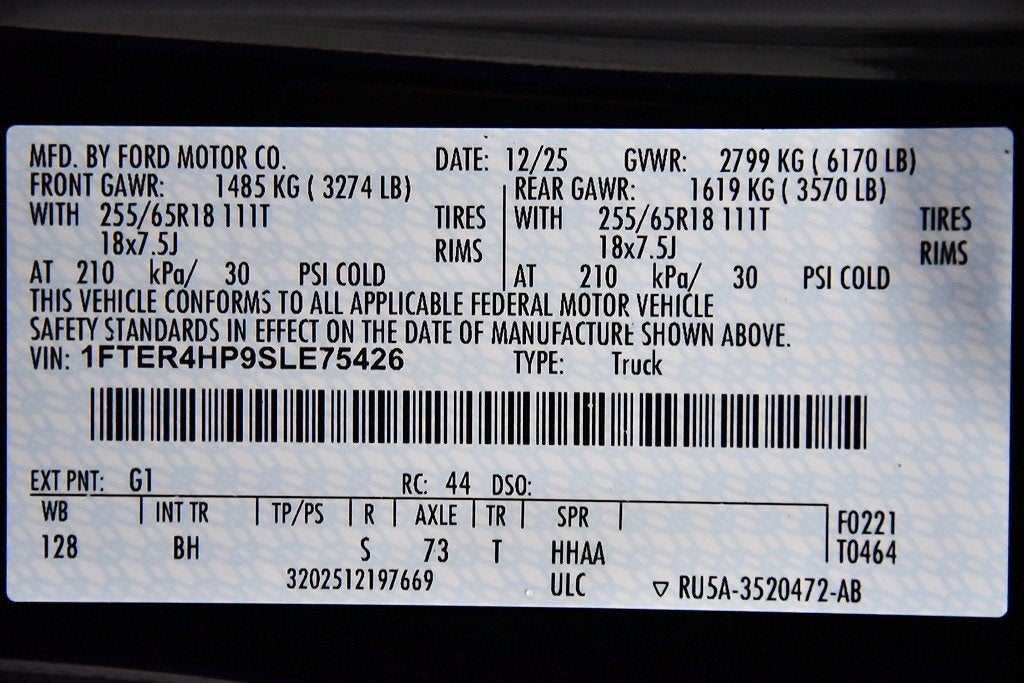 MFD. BY FORD MOTOR CO. DATE: 12/25 GVWR: 2799 KG ( 6170 LB)
FRONT GAWR: 1485 KG ( 3274 LB) REAR GAWR: 1619 KG ( 3570 LB)
WITH 255/65R18 111T TIRES WITH 255/65R18 111T TIRES
18x7.5J RIMS 18x7.5J RIMS
AT 210 kPa/ 30 PSI COLD AT 210 kPa/ 30 PSI COLD
THIS VEHICLE CONFORMS TO ALL APPLICABLE FEDERAL MOTOR VEHICLE
SAFETY STANDARDS IN EFFECT ON THE DATE OF MANUFACTURE SHOWN ABOVE.
VIN: 1FTER4HP9SLE75426 TYPE: Truck
EXT PNT: G1 RC: 44 DSO:
WB INT TR TP/PS R AXLE TR SPR F0221
128 BH S 73 T HHAA T0464
3202512197669 ULC ▽ RU5A-3520472-AB